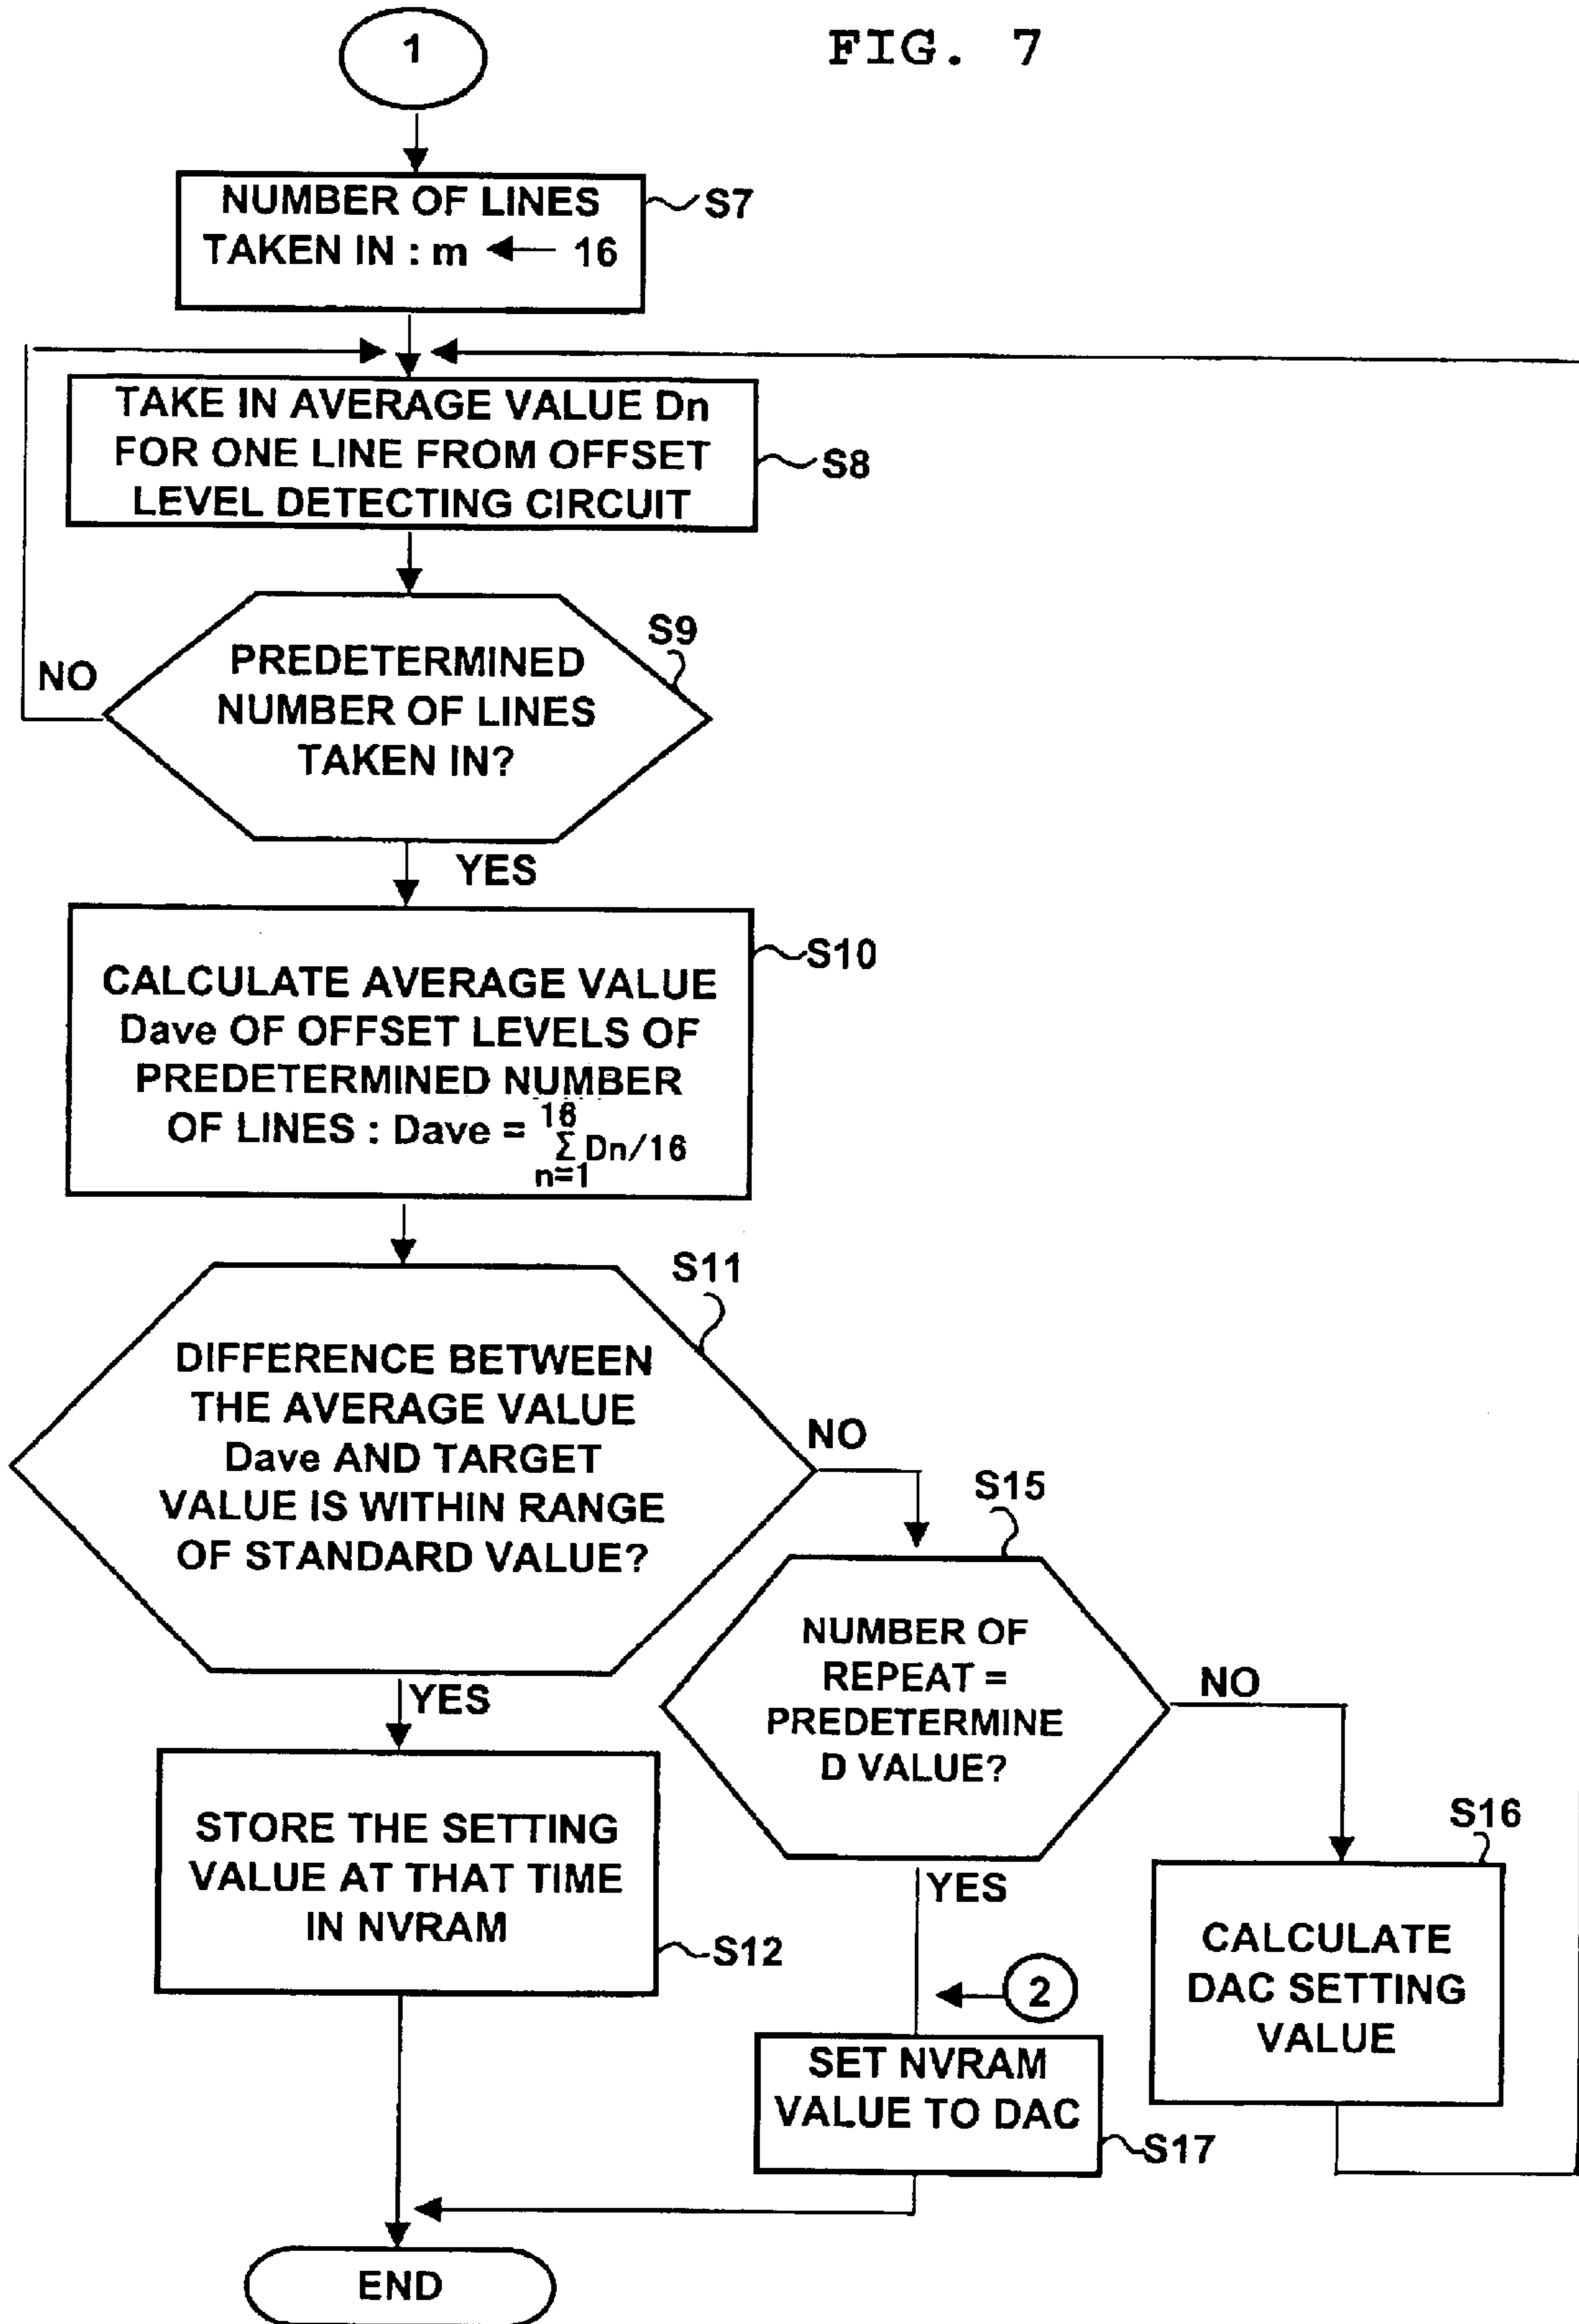 FIG. 7
1
NUMBER OF LINES
TAKEN IN : m ← 16
S7
TAKE IN AVERAGE VALUE Dn
FOR ONE LINE FROM OFFSET
LEVEL DETECTING CIRCUIT
S8
S9
PREDETERMINED
NUMBER OF LINES
TAKEN IN?
NO
YES
S10
CALCULATE AVERAGE VALUE
Dave OF OFFSET LEVELS OF
PREDETERMINED NUMBER
OF LINES : Dave =
16
Σ Dn/16
n=1
S11
DIFFERENCE BETWEEN
THE AVERAGE VALUE
Dave AND TARGET
VALUE IS WITHIN RANGE
OF STANDARD VALUE?
NO
YES
S15
NUMBER OF
REPEAT =
PREDETERMINE
D VALUE?
NO
YES
STORE THE SETTING
VALUE AT THAT TIME
IN NVRAM
S12
S16
CALCULATE
DAC SETTING
VALUE
2
SET NVRAM
VALUE TO DAC
S17
END